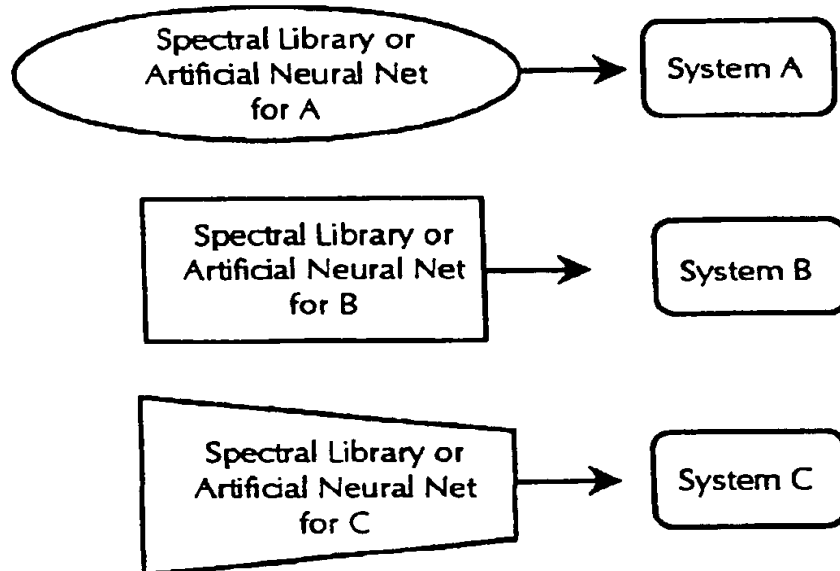 Spectral Library or
Artificial Neural Net
for A
System A
Spectral Library or
Artificial Neural Net
for B
System B
Spectral Library or
Artificial Neural Net
for C
System C